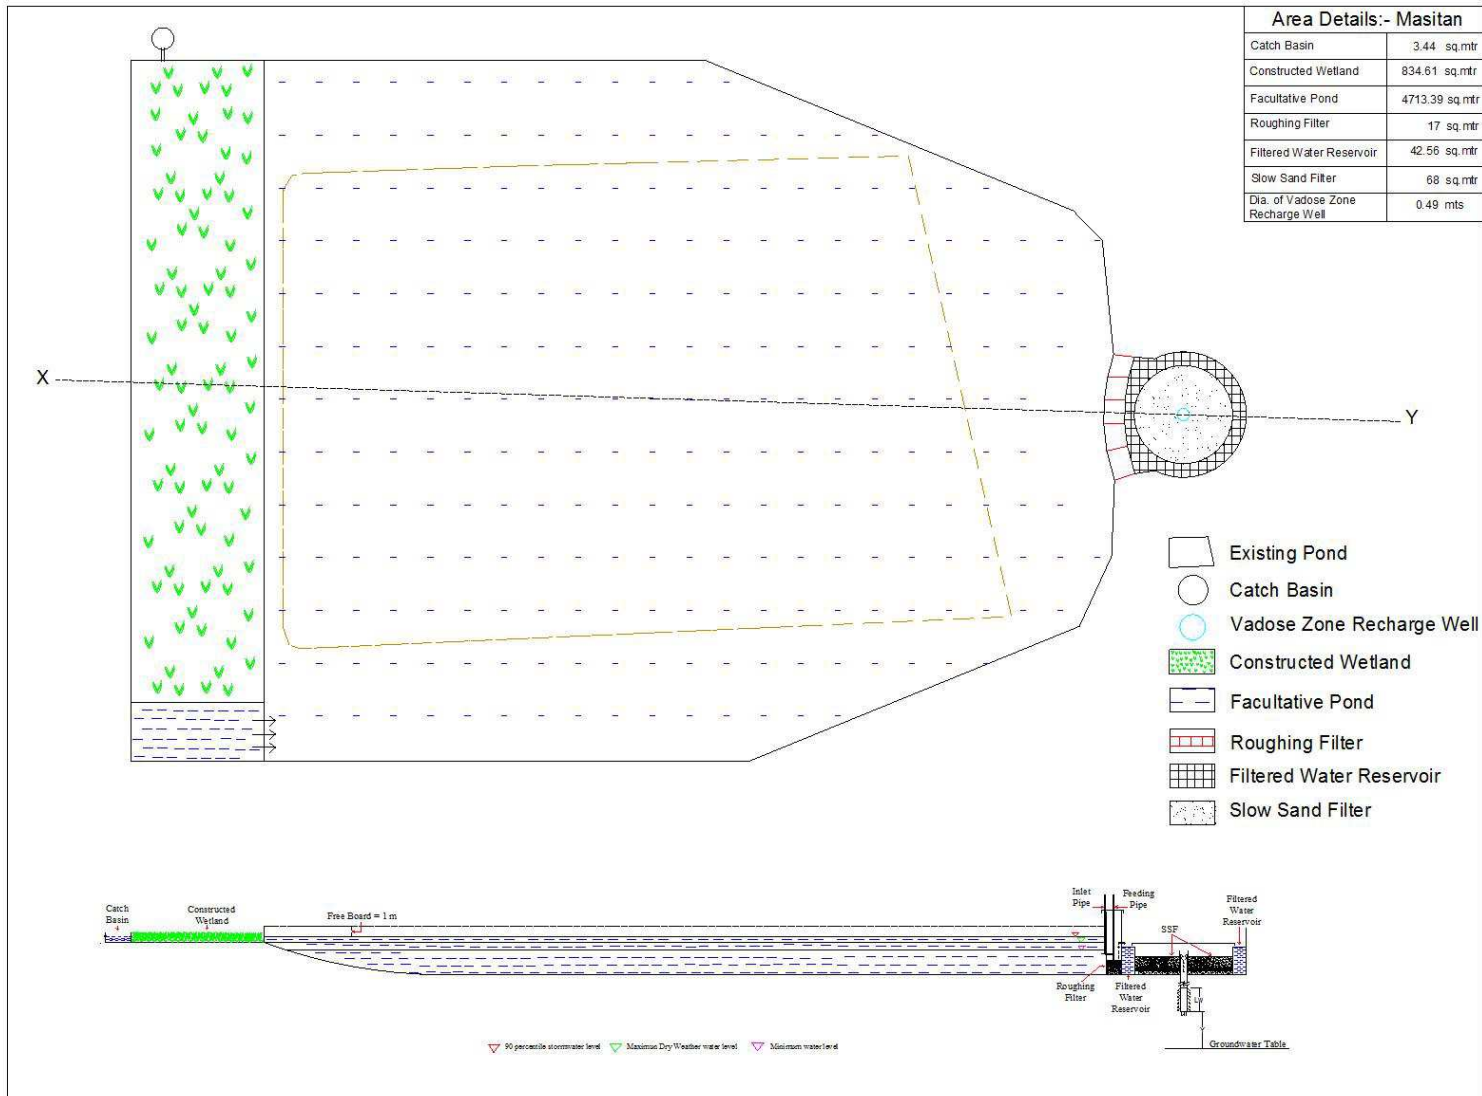 Area Details:- Masitan
Catch Basin 3.44 sq.mtr
Constructed Wetland 834.61 sq.mtr
Facultative Pond 4713.39 sq.mtr
Roughing Filter 17 sq.mtr
Filtered Water Reservoir 42.56 sq.mtr
Slow Sand Filter 68 sq.mtr
Dia. of Vadose Zone
Recharge Well 0.49 mts
X
Y
Existing Pond
Catch Basin
Vadose Zone Recharge Well
Constructed Wetland
Facultative Pond
Roughing Filter
Filtered Water Reservoir
Slow Sand Filter
Catch
Basin
Constructed
Wetland
Free Board = 1 m
Inlet
Pipe
Feeding
Pipe
SSF
Filtered
Water
Reservoir
Roughing
Filter
Filtered
Water
Reservoir
Groundwater Table
90 percentile stormwater level
Maximun Dry Weather water level
Minimum water level